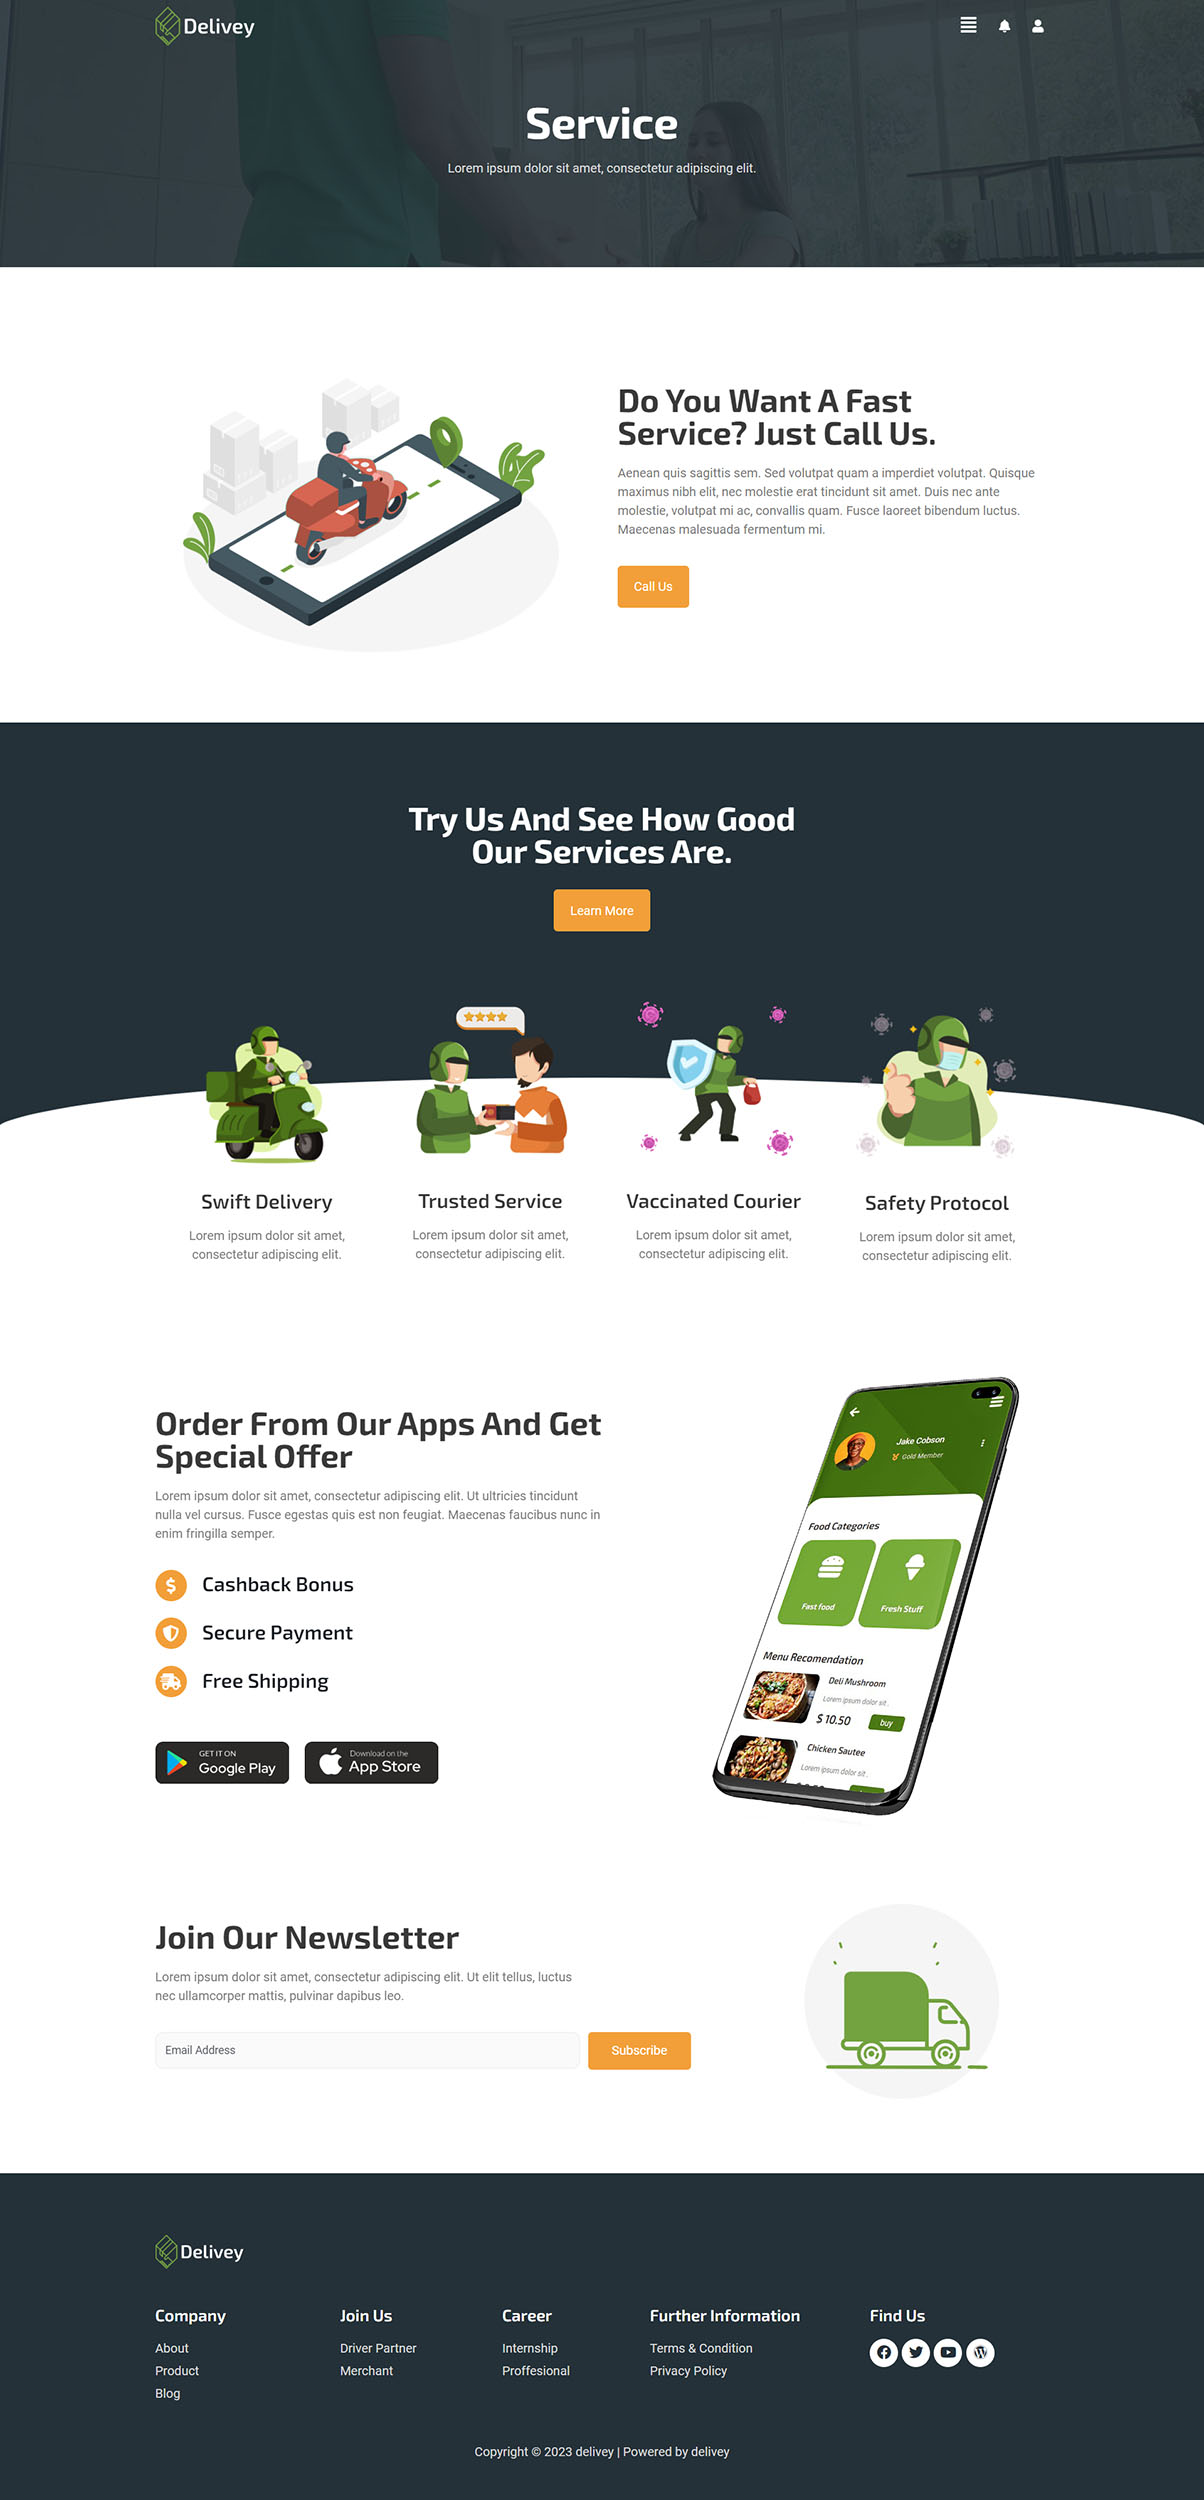 Delivey
Service
Lorem ipsum dolor sit amet, consectetur adipiscing elit.
Do You Want A Fast
Service? Just Call Us.
Aenean quis sagittis sem. Sed volutpat quam a imperdiet volutpat. Quisque
maximus nibh elit, nec molestie erat tincidunt sit amet. Duis nec ante
molestie, volutpat mi ac, convallis quam. Fusce laoreet bibendum luctus.
Maecenas malesuada fermentum mi.
Call Us
Try Us And See How Good
Our Services Are.
Learn More
Swift Delivery
Lorem ipsum dolor sit amet,
consectetur adipiscing elit.
Trusted Service
Lorem ipsum dolor sit amet,
consectetur adipiscing elit.
Vaccinated Courier
Lorem ipsum dolor sit amet,
consectetur adipiscing elit.
Safety Protocol
Lorem ipsum dolor sit amet,
consectetur adipiscing elit.
Order From Our Apps And Get
Special Offer
Lorem ipsum dolor sit amet, consectetur adipiscing elit. Ut ultricies tincidunt
nulla vel cursus. Fusce egestas quis est non feugiat. Maecenas faucibus nunc in
enim fringilla semper.
Cashback Bonus
Secure Payment
Free Shipping
GET IT ON
Google Play
Download on the
App Store
Jake Cobson
Gold Member
Food Categories
Fast food
Fresh Stuff
Menu Recomendation
Deli Mushroom
Lorem ipsum dolor sit .
$ 10.50
buy
Chicken Sautee
Lorem ipsum dolor sit .
Join Our Newsletter
Lorem ipsum dolor sit amet, consectetur adipiscing elit. Ut elit tellus, luctus
nec ullamcorper mattis, pulvinar dapibus leo.
Email Address
Subscribe
Delivey
Company
About
Product
Blog
Join Us
Driver Partner
Merchant
Career
Internship
Proffesional
Further Information
Terms & Condition
Privacy Policy
Find Us
Copyright © 2023 delivey | Powered by delivey